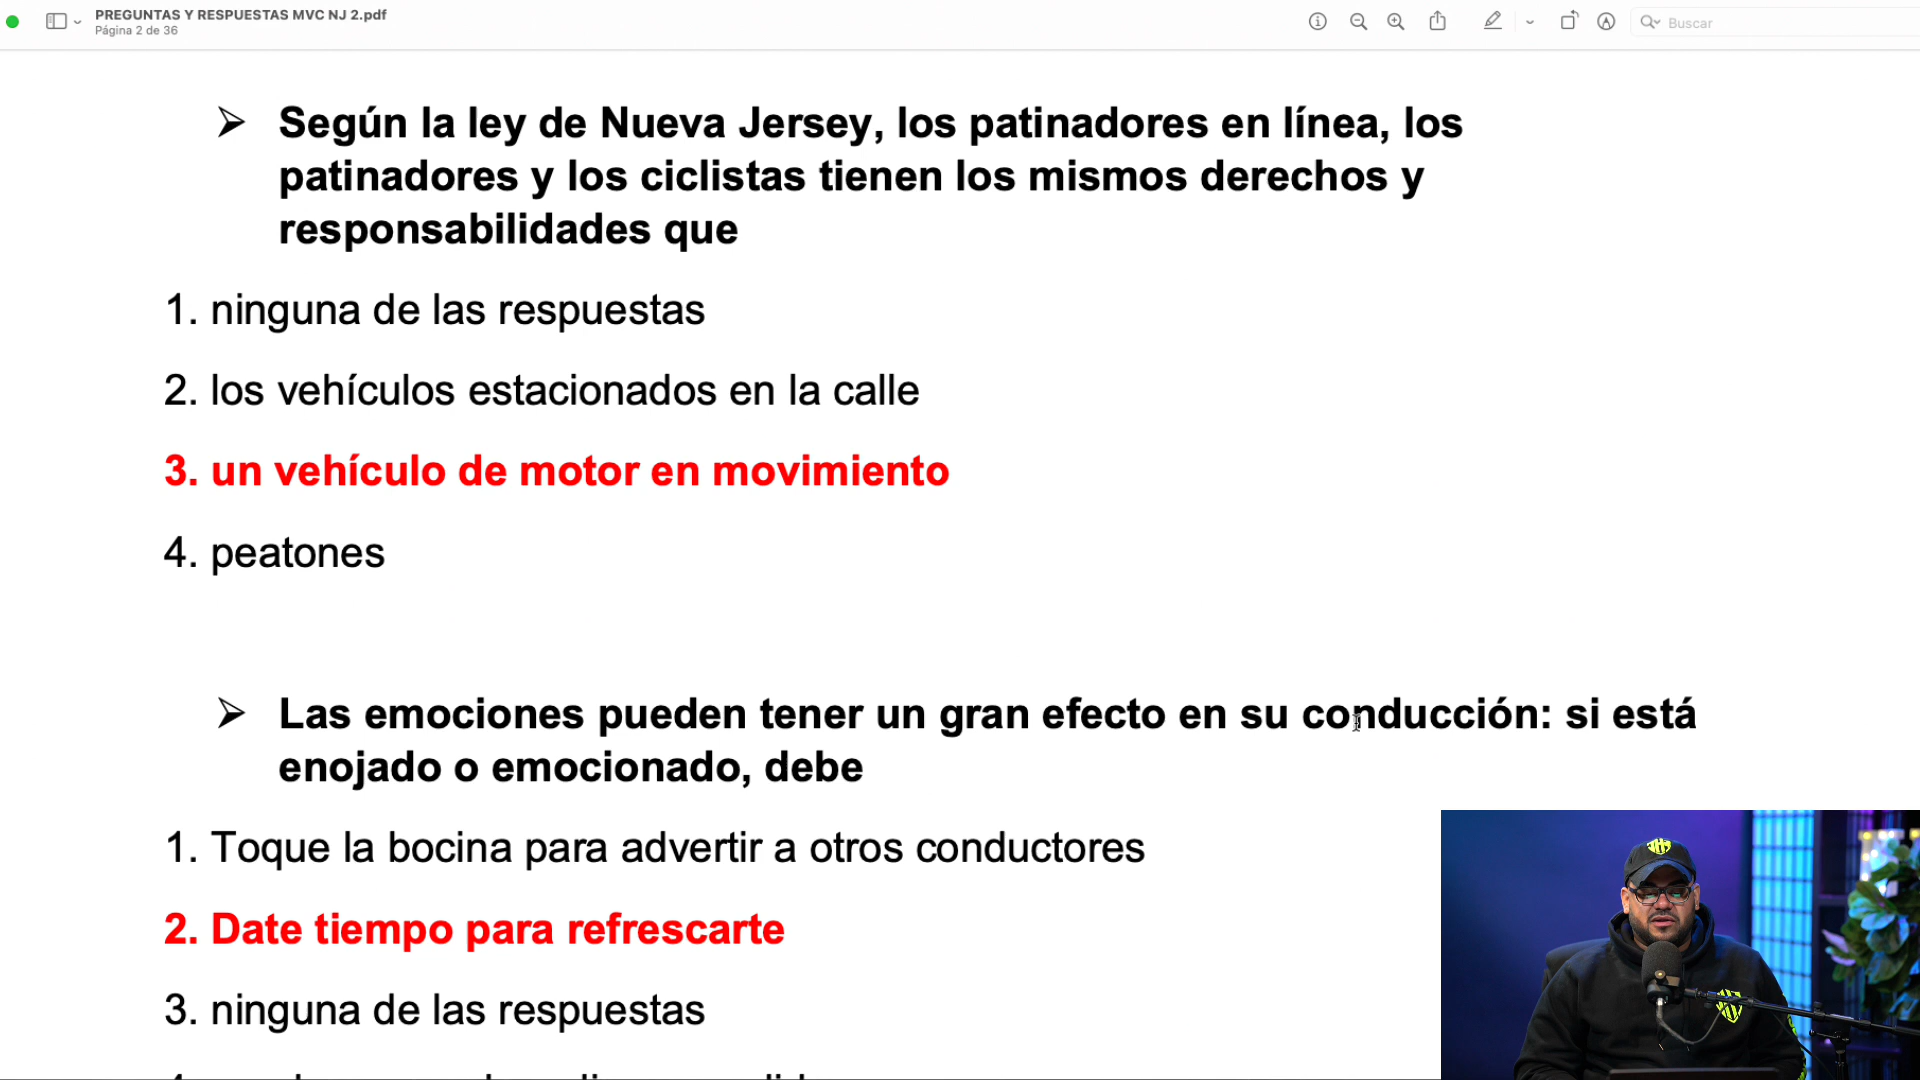 PREGUNTAS Y RESPUESTAS MVC NJ 2.pdf
Página 2 de 36
Buscar
➢ Según la ley de Nueva Jersey, los patinadores en línea, los
patinadores y los ciclistas tienen los mismos derechos y
responsabilidades que
1. ninguna de las respuestas
2. los vehículos estacionados en la calle
3. un vehículo de motor en movimiento
4. peatones
➢ Las emociones pueden tener un gran efecto en su conducción: si está
enojado o emocionado, debe
1. Toque la bocina para advertir a otros conductores
2. Date tiempo para refrescarte
3. ninguna de las respuestas